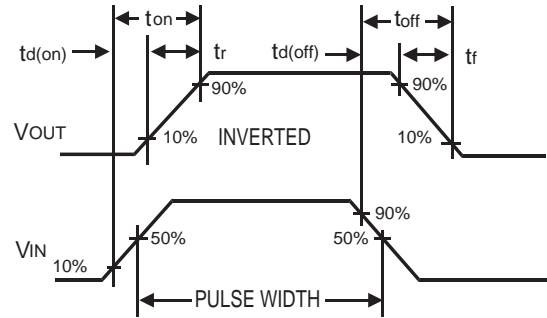 ton toff
td(on) tr td(off) tf
90% 90%
VOUT 10% INVERTED 10%
90%
50% 50%
VIN
10%
PULSE WIDTH